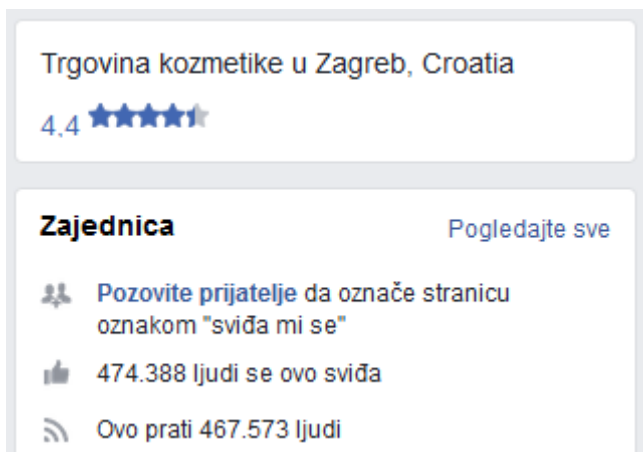 Trgovina kozmetike u Zagreb, Croatia
4,4
Zajednica
Pogledajte sve
Pozovite prijatelje da označe stranicu
oznakom "sviđa mi se"
474.388 ljudi se ovo sviđa
Ovo prati 467.573 ljudi